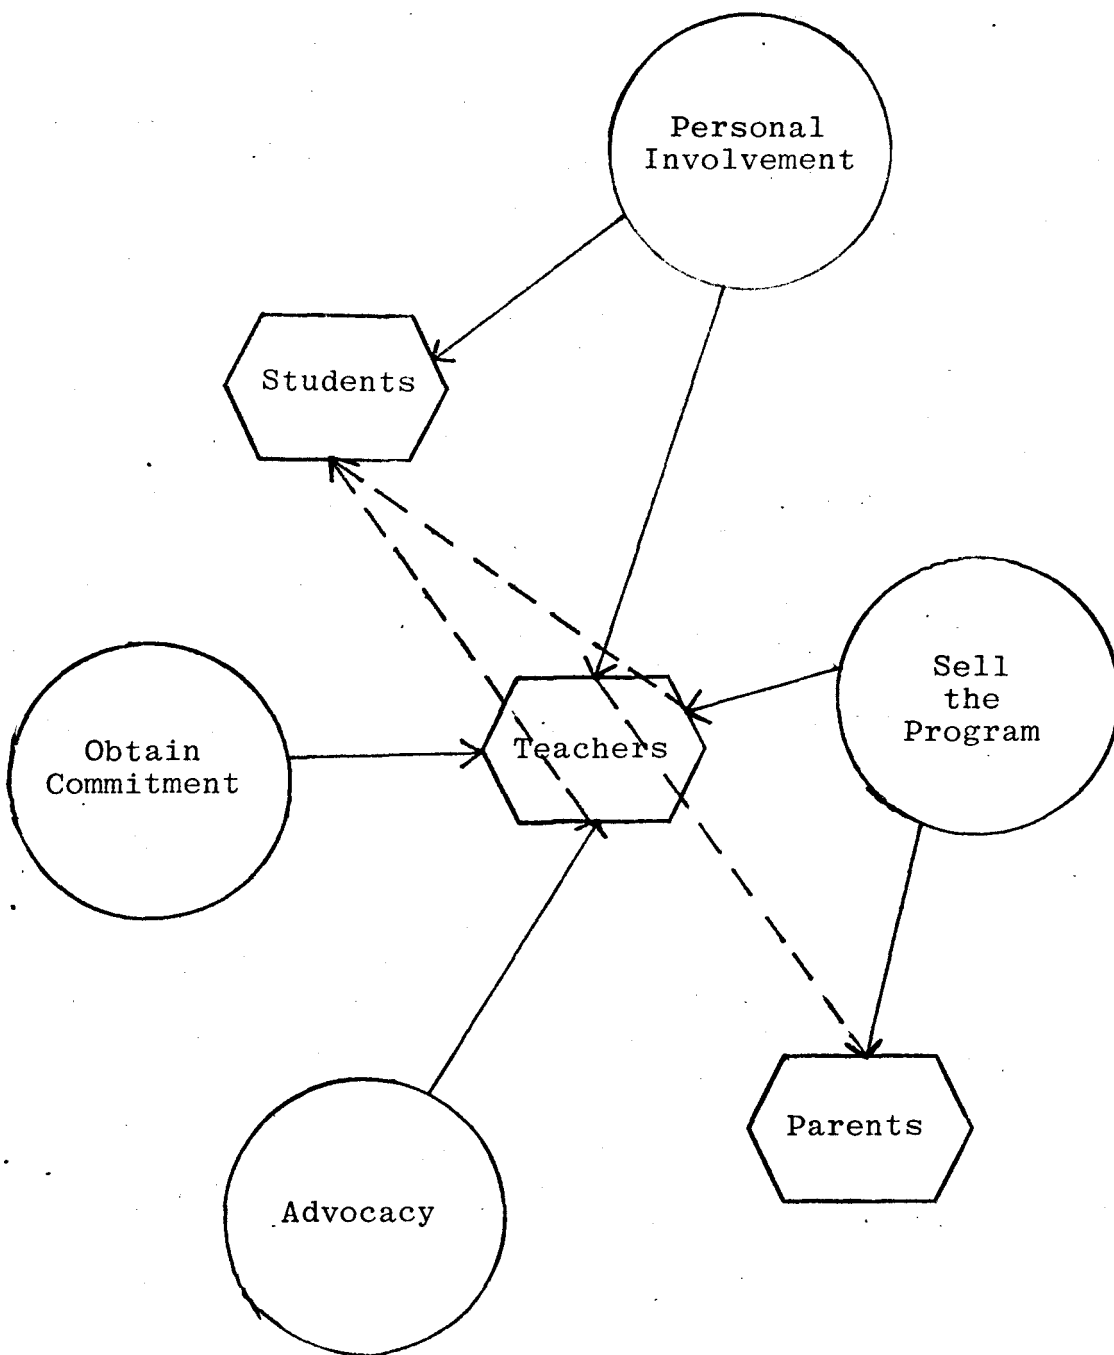 Personal
Involvement
Students
Sell
the
Program
Teachers
Obtain
Commitment
Parents
Advocacy